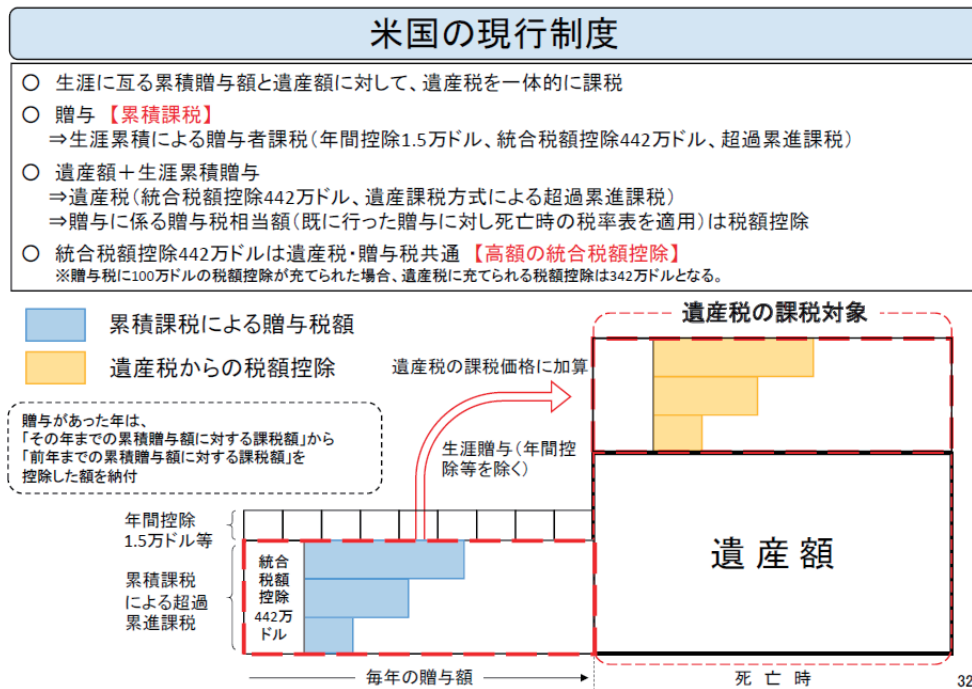 米国の現行制度
○ 生涯に亙る累積贈与額と遺産額に対して、遺産税を一体的に課税
○ 贈与 【累積課税】
⇒生涯累積による贈与者課税(年間控除1.5万ドル、統合税額控除442万ドル、超過累進課税)
○ 遺産額+生涯累積贈与
⇒遺産税(統合税額控除442万ドル、遺産課税方式による超過累進課税)
⇒贈与に係る贈与税相当額(既に行った贈与に対し死亡時の税率表を適用)は税額控除
○ 統合税額控除442万ドルは遺産税・贈与税共通 【高額の統合税額控除】
※贈与税に100万ドルの税額控除が充てられた場合、遺産税に充てられる税額控除は342万ドルとなる。
累積課税による贈与税額
遺産税からの税額控除
遺産税の課税対象
遺産税の課税価格に加算
贈与があった年は、
「その年までの累積贈与額に対する課税額」から
「前年までの累積贈与額に対する課税額」を
控除した額を納付
生涯贈与(年間控
除等を除く)
年間控除
1.5万ドル等
累積課税
による超過
累進課税
統合
税額
控除
442万
ドル
遺産額
毎年の贈与額
死亡時
32